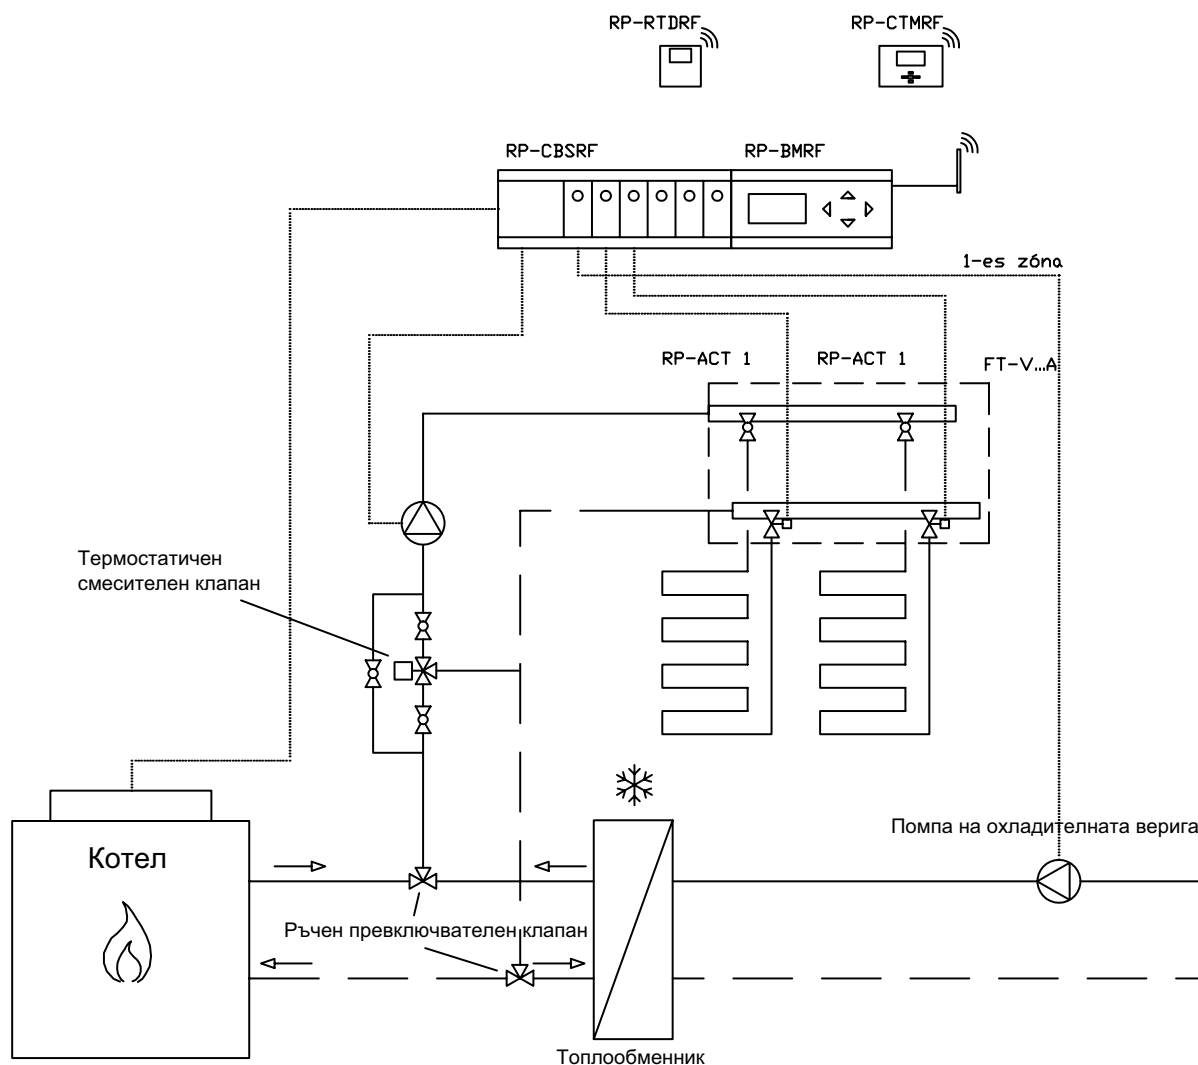 RP-RTDRF
RP-CTMRF
RP-CBSRF
RP-BMRF
1-es zóna
RP-ACT 1
RP-ACT 1
FT-V...A
Термостатичен
смесителен клапан
Помпа на охладителната верига
Котел
Ръчен превключвателен клапан
Топлообменник